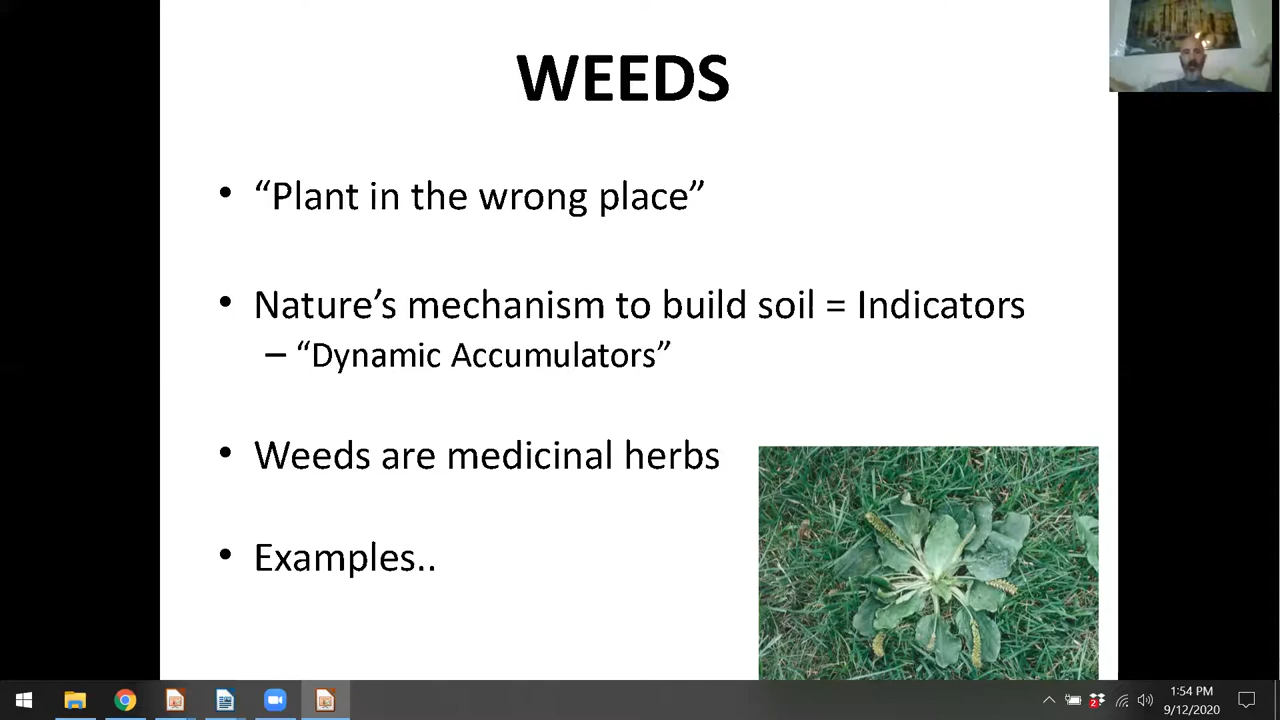 WEEDS
• “Plant in the wrong place”
• Nature’s mechanism to build soil = Indicators
– “Dynamic Accumulators”
• Weeds are medicinal herbs
• Examples..
1:54 PM
9/12/2020
2